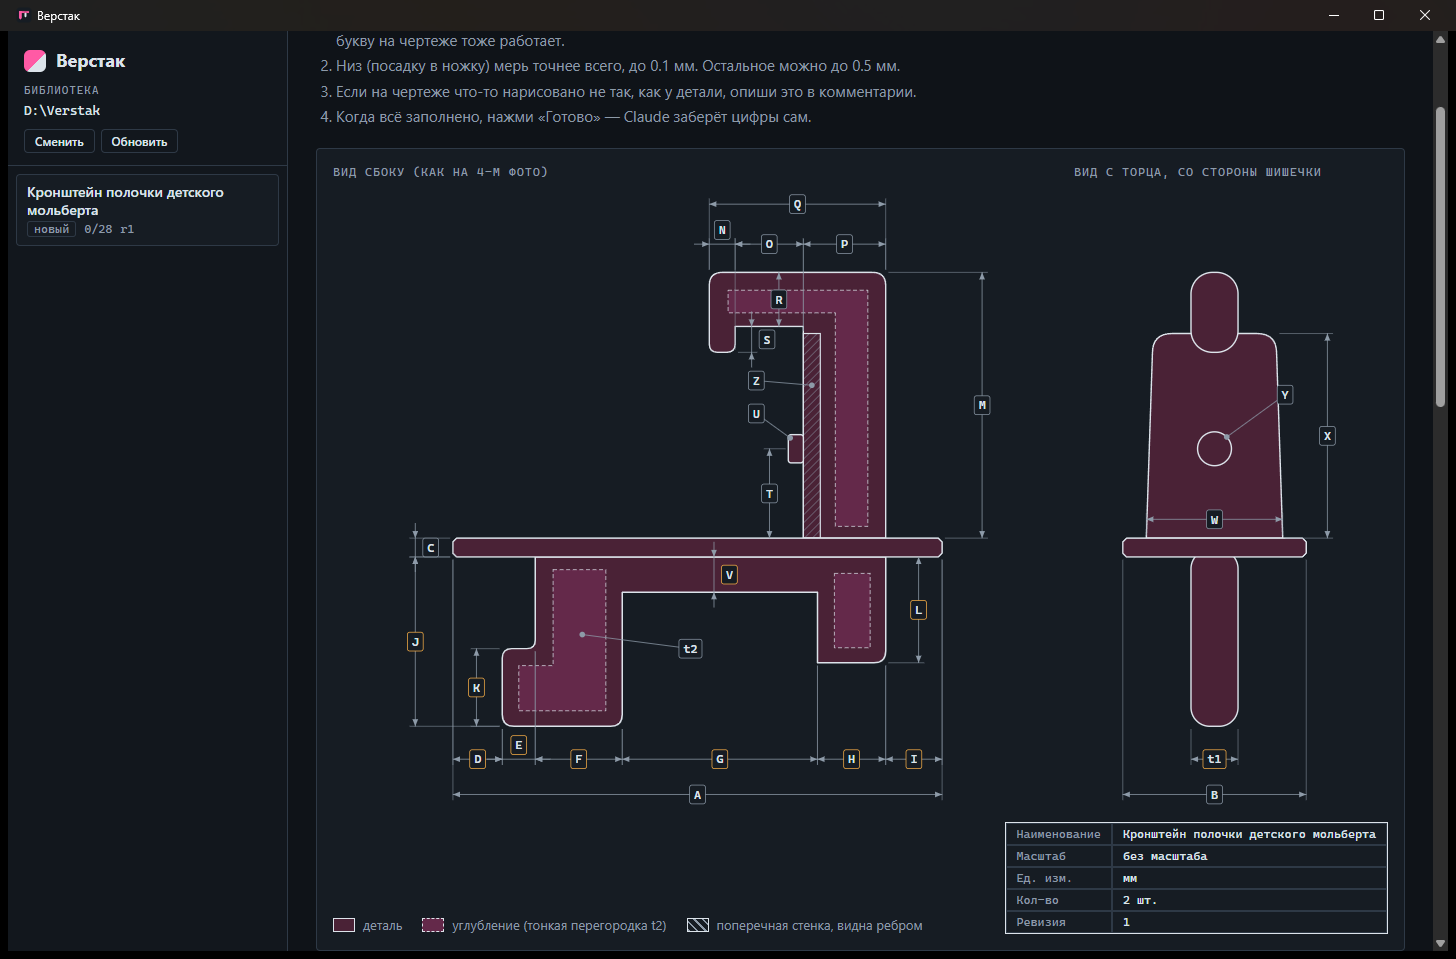 Верстак
Верстак
БИБЛИОТЕКА
D:\Verstak
Сменить
Обновить
Кронштейн полочки детского
мольберта
новый 0/28 r1
букву на чертеже тоже работает.
2. Низ (посадку в ножку) мерь точнее всего, до 0.1 мм. Остальное можно до 0.5 мм.
3. Если на чертеже что-то нарисовано не так, как у детали, опиши это в комментарии.
4. Когда всё заполнено, нажми «Готово» — Claude заберёт цифры сам.
ВИД СБОКУ (КАК НА 4-М ФОТО)
ВИД С ТОРЦА, СО СТОРОНЫ ШИШЕЧКИ
Q
N
O
P
R
S
Z
U
M
T
C
V
L
J
t2
K
E
D
F
G
H
I
A
Y
X
W
t1
B
Наименование Кронштейн полочки детского мольберта
Масштаб без масштаба
Ед. изм. мм
Кол-во 2 шт.
Ревизия 1
деталь
углубление (тонкая перегородка t2)
поперечная стенка, видна ребром